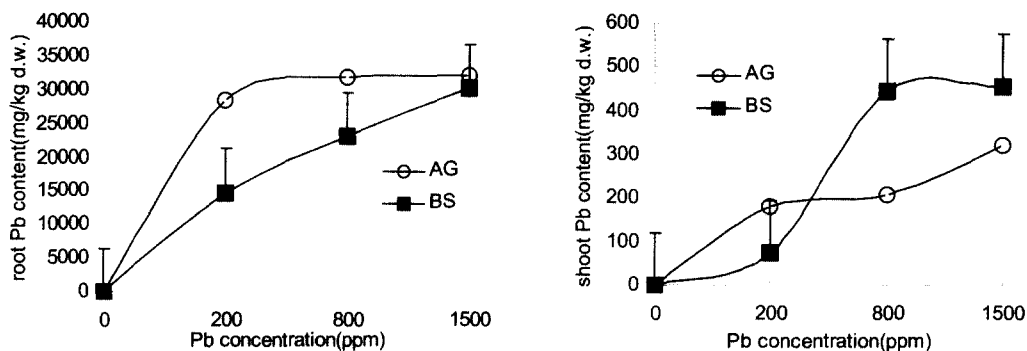 40000
35000
30000
25000
20000
15000
10000
5000
0
root Pb content(mg/kg d.w.)
AG
BS
0 200 800 1500
Pb concentration(ppm)
600
500
400
300
200
100
0
shoot Pb content(mg/kg d.w.)
AG
BS
0 200 800 1500
Pb concentration(ppm)